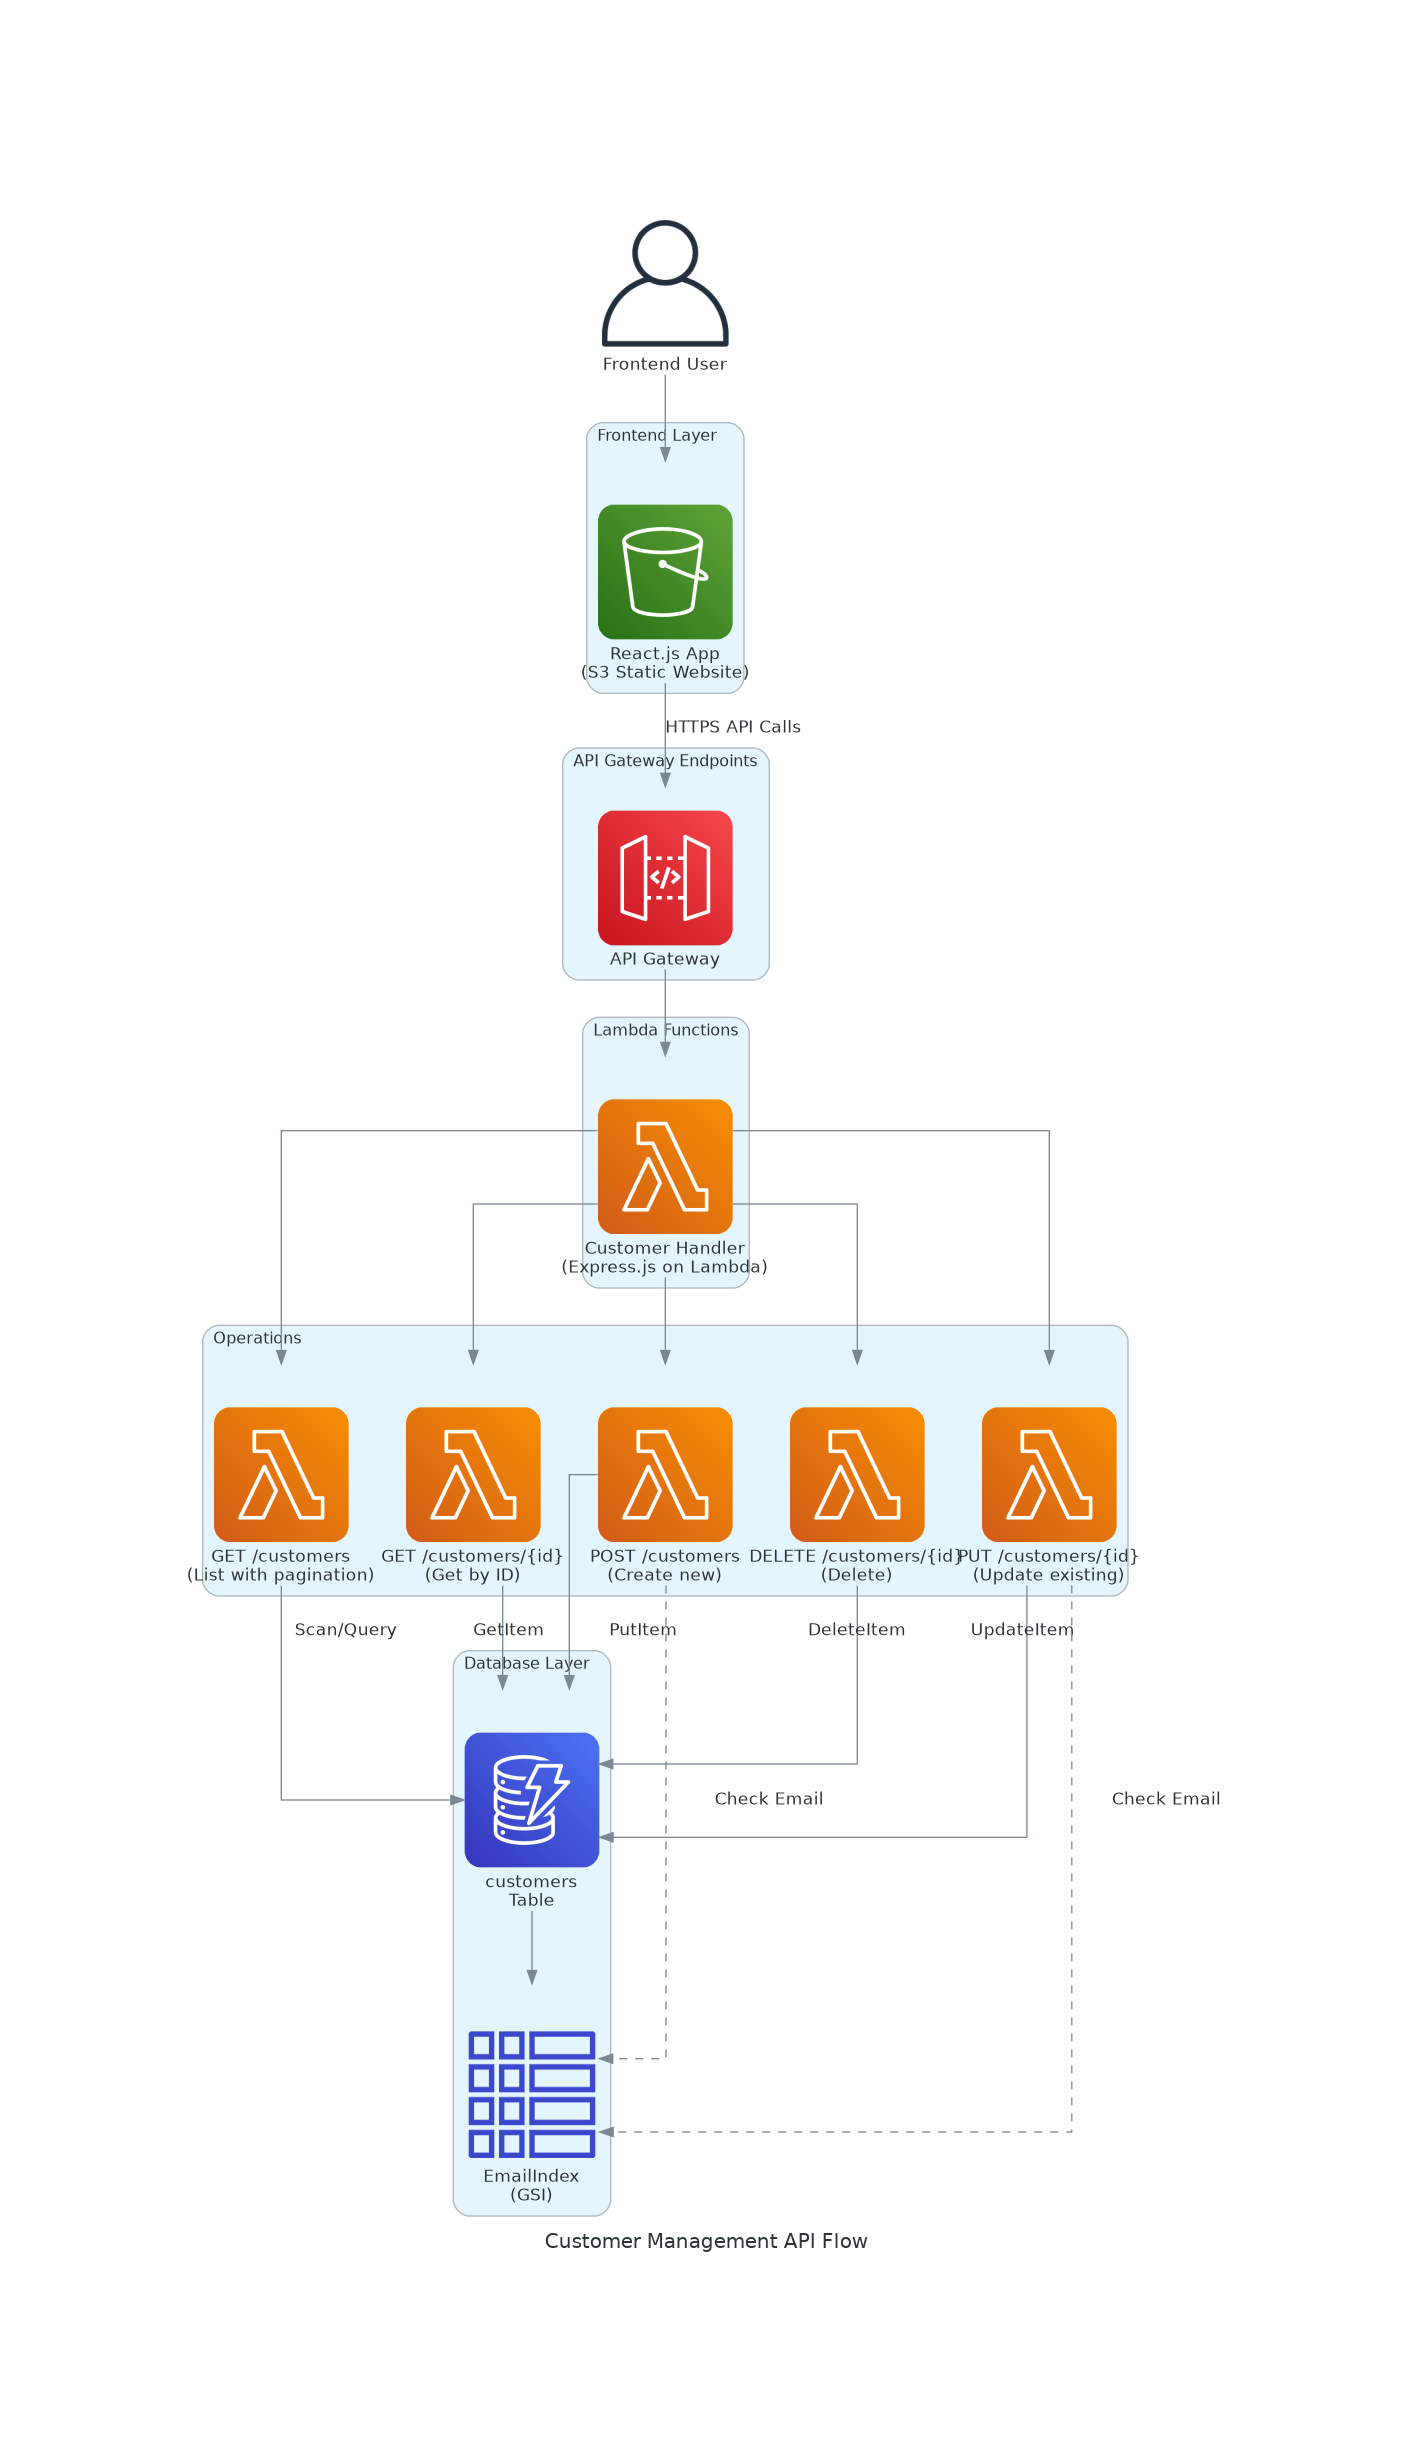 Frontend User
Frontend Layer
React.js App
(S3 Static Website)
HTTPS API Calls
API Gateway Endpoints
API Gateway
Lambda Functions
Customer Handler
(Express.js on Lambda)
Operations
GET /customers
(List with pagination)
GET /customers/{id}
(Get by ID)
POST /customers
(Create new)
DELETE /customers/{id}
(Delete)
PUT /customers/{id}
(Update existing)
Scan/Query
GetItem
PutItem
DeleteItem
UpdateItem
Database Layer
Check Email
Check Email
customers
Table
EmailIndex
(GSI)
Customer Management API Flow